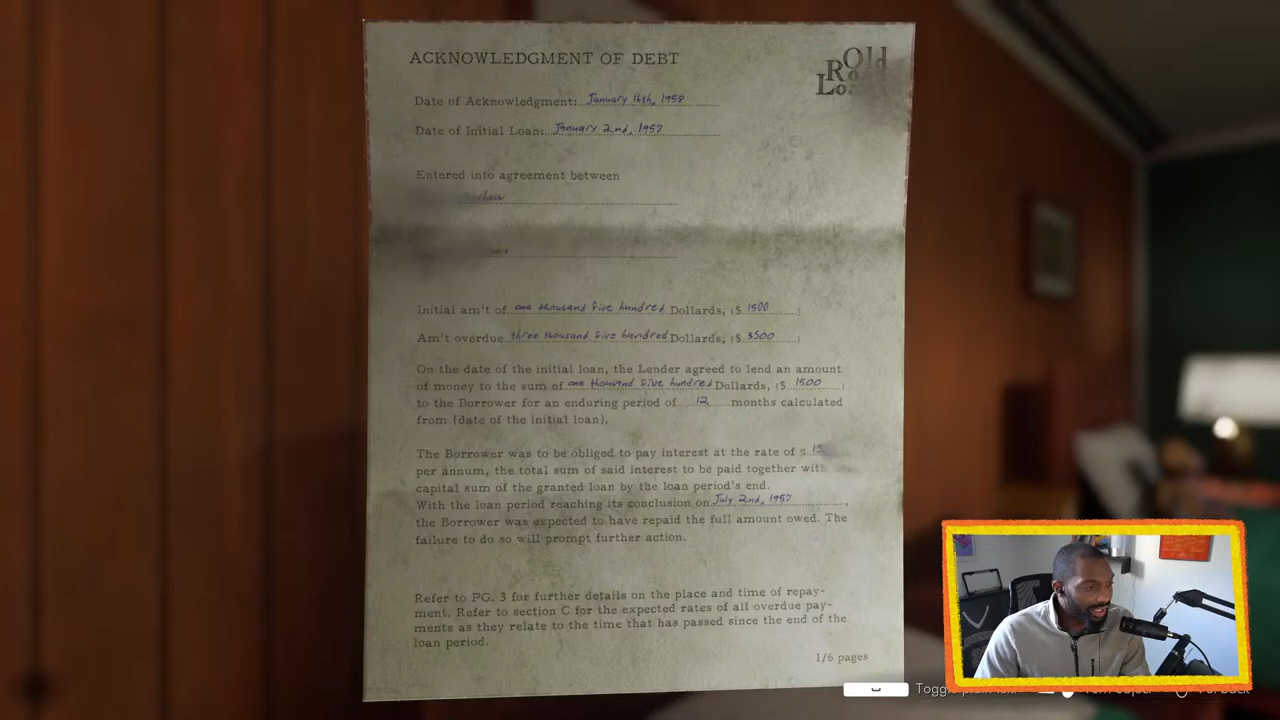 ACKNOWLEDGMENT OF DEBT
Old
Ro
Loa
Date of Acknowledgment: January 16th, 1958
Date of Initial Loan: January 2nd, 1957
Entered into agreement between
Initial am't of one thousand five hundred Dollards, ($ 1500 )
Am't overdue three thousand five hundred Dollards, ($ 3500 )
On the date of the initial loan, the Lender agreed to lend an amount
of money to the sum of one thousand five hundred Dollards, ($ 1500 )
to the Borrower for an enduring period of 12 months calculated
from (date of the initial loan).
The Borrower was to be obliged to pay interest at the rate of %
per annum, the total sum of said interest to be paid together with
capital sum of the granted loan by the loan period's end.
With the loan period reaching its conclusion on July 2nd, 1957,
the Borrower was expected to have repaid the full amount owed. The
failure to do so will prompt further action.
Refer to PG. 3 for further details on the place and time of repay-
ment. Refer to section C for the expected rates of all overdue pay-
ments as they relate to the time that has passed since the end of the
loan period.
1/6 pages